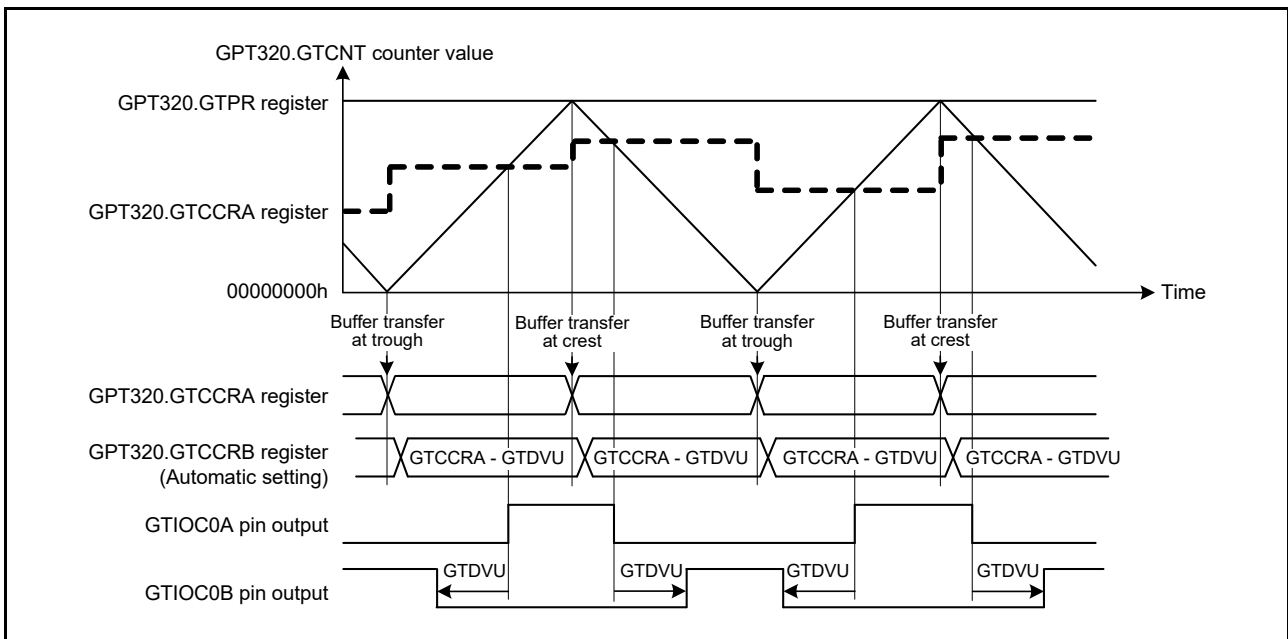 GPT320.GTCNT counter value
GPT320.GTPR register
GPT320.GTCCRA register
00000000h
Time
Buffer transfer
at trough
Buffer transfer
at crest
Buffer transfer
at trough
Buffer transfer
at crest
GPT320.GTCCRA register
GPT320.GTCCRB register
(Automatic setting)
GTCCRA - GTDVU
GTCCRA - GTDVU
GTCCRA - GTDVU
GTCCRA - GTDVU
GTIOC0A pin output
GTIOC0B pin output
GTDVU
GTDVU
GTDVU
GTDVU